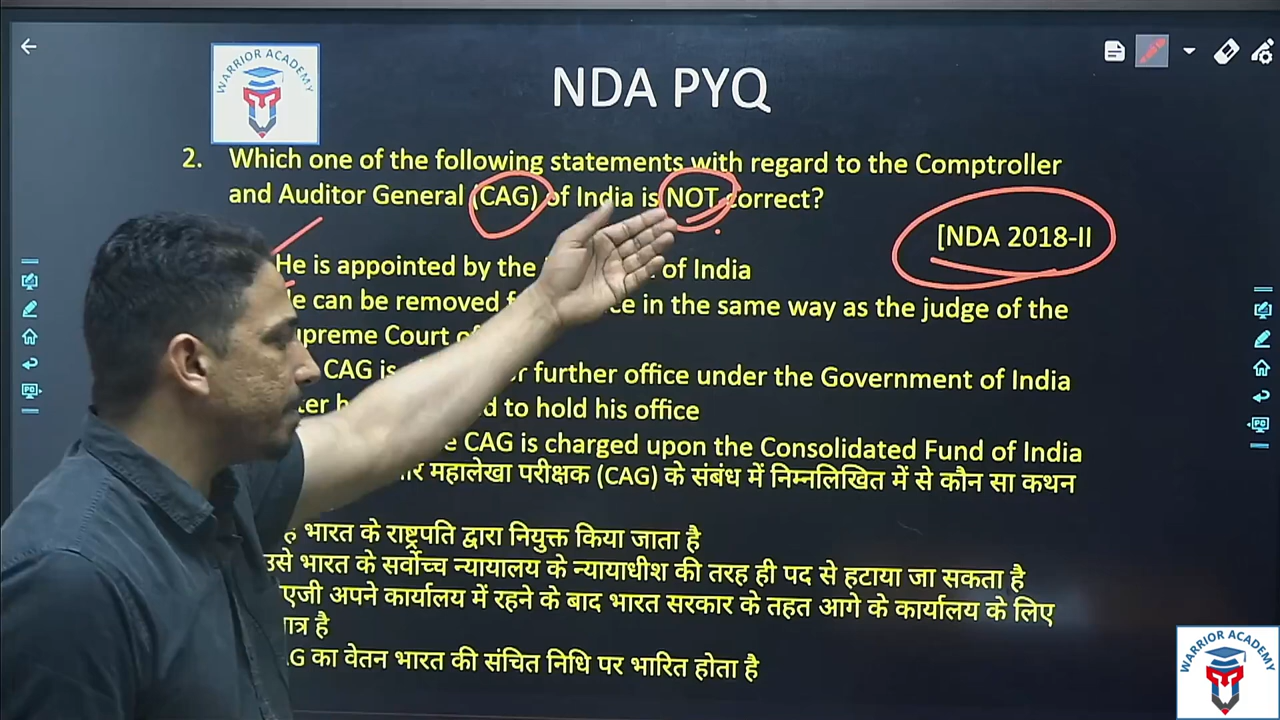 WARRIOR ACADEMY
NDA PYQ
2. Which one of the following statements with regard to the Comptroller
and Auditor General (CAG) of India is NOT correct?
[NDA 2018-II
He is appointed by the of India
He can be removed in the same way as the judge of the
Supreme Court
CAG is further office under the Government of India
to hold his office
CAG is charged upon the Consolidated Fund of India
महालेखा परीक्षक (CAG) के संबंध में निम्नलिखित में से कौन सा कथन
भारत के राष्ट्रपति द्वारा नियुक्त किया जाता है
उसे भारत के सर्वोच्च न्यायालय के न्यायाधीश की तरह ही पद से हटाया जा सकता है
अपने कार्यालय में रहने के बाद भारत सरकार के तहत आगे के कार्यालय के लिए
है
का वेतन भारत की संचित निधि पर भारित होता है
WARRIOR ACADEMY